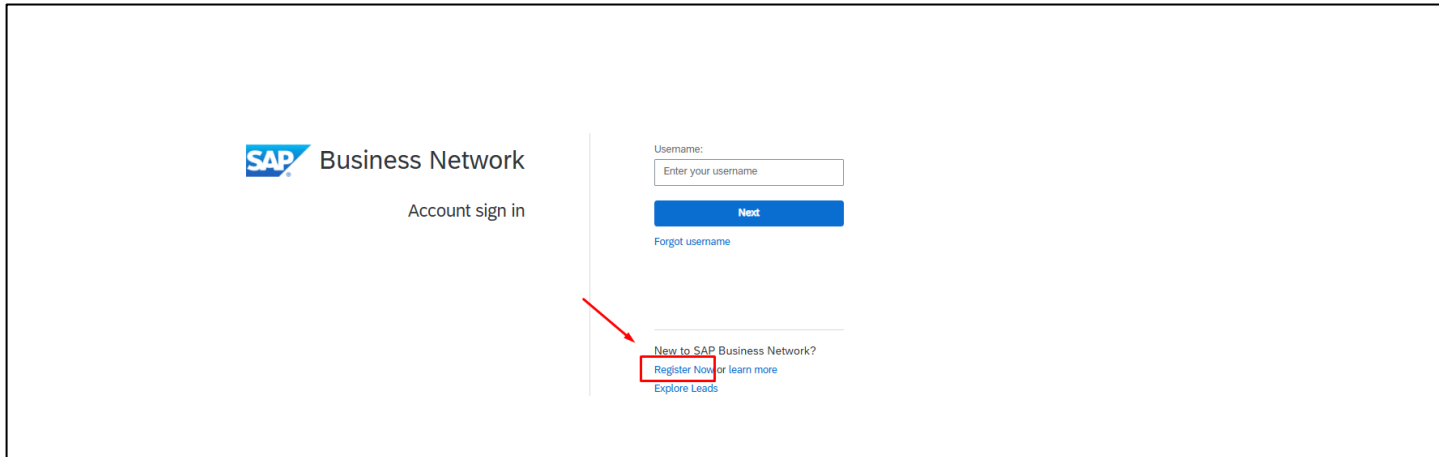 SAP Business Network
Account sign in
Username:
Enter your username
Next
Forgot username
New to SAP Business Network?
Register Now or learn more
Explore Leads